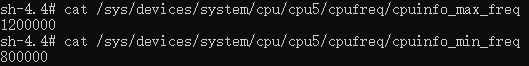 sh-4.4# cat /sys/devices/system/cpu/cpu5/cpufreq/cpuinfo_max_freq
1200000
sh-4.4# cat /sys/devices/system/cpu/cpu5/cpufreq/cpuinfo_min_freq
800000